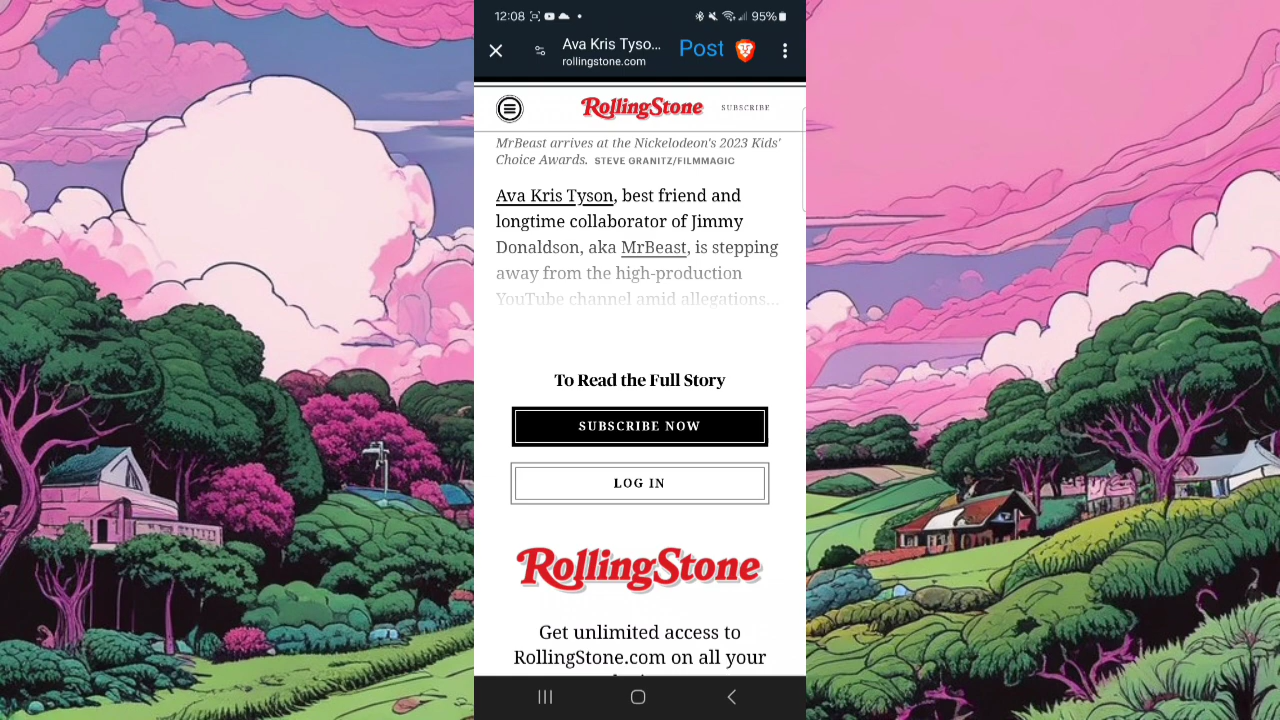 12:08 95%
Ava Kris Tyso... Post
rollingstone.com
RollingStone SUBSCRIBE
MrBeast arrives at the Nickelodeon's 2023 Kids'
Choice Awards. STEVE GRANITZ/FILMMAGIC
Ava Kris Tyson, best friend and
longtime collaborator of Jimmy
Donaldson, aka MrBeast, is stepping
away from the high-production
YouTube channel amid allegations...
To Read the Full Story
SUBSCRIBE NOW
LOG IN
RollingStone
Get unlimited access to
RollingStone.com on all your